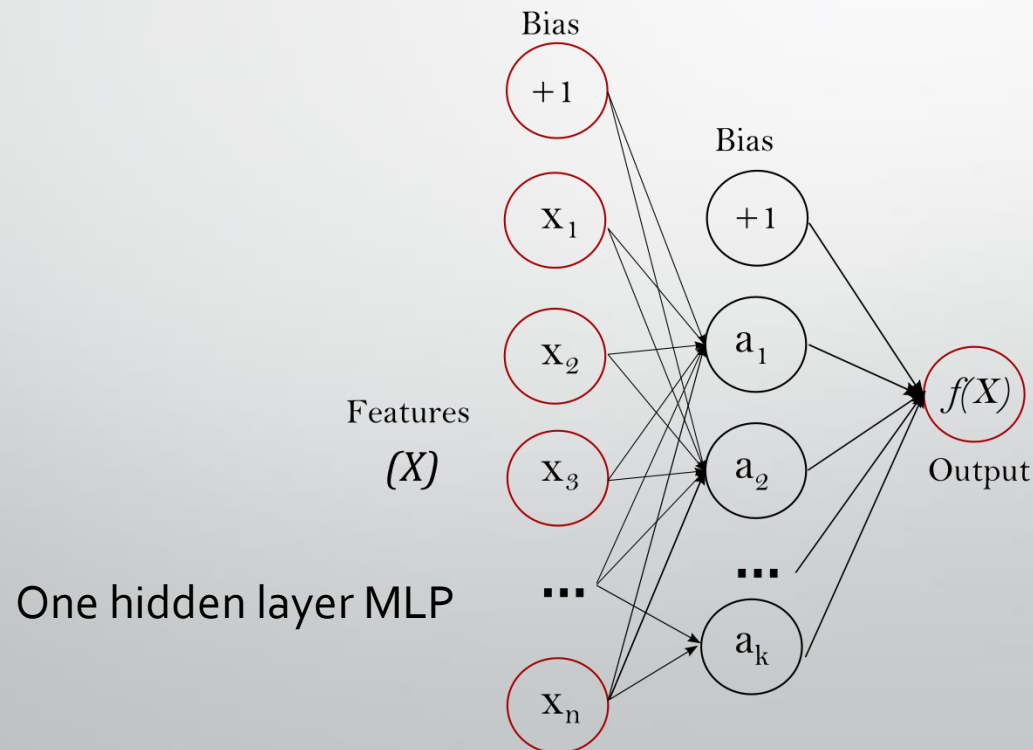 Bias
+1
Bias
x₁
+1
x₂
a₁
Features
(X)
f(X)
x₃
a₂
Output
...
...
One hidden layer MLP
aₖ
xₙ